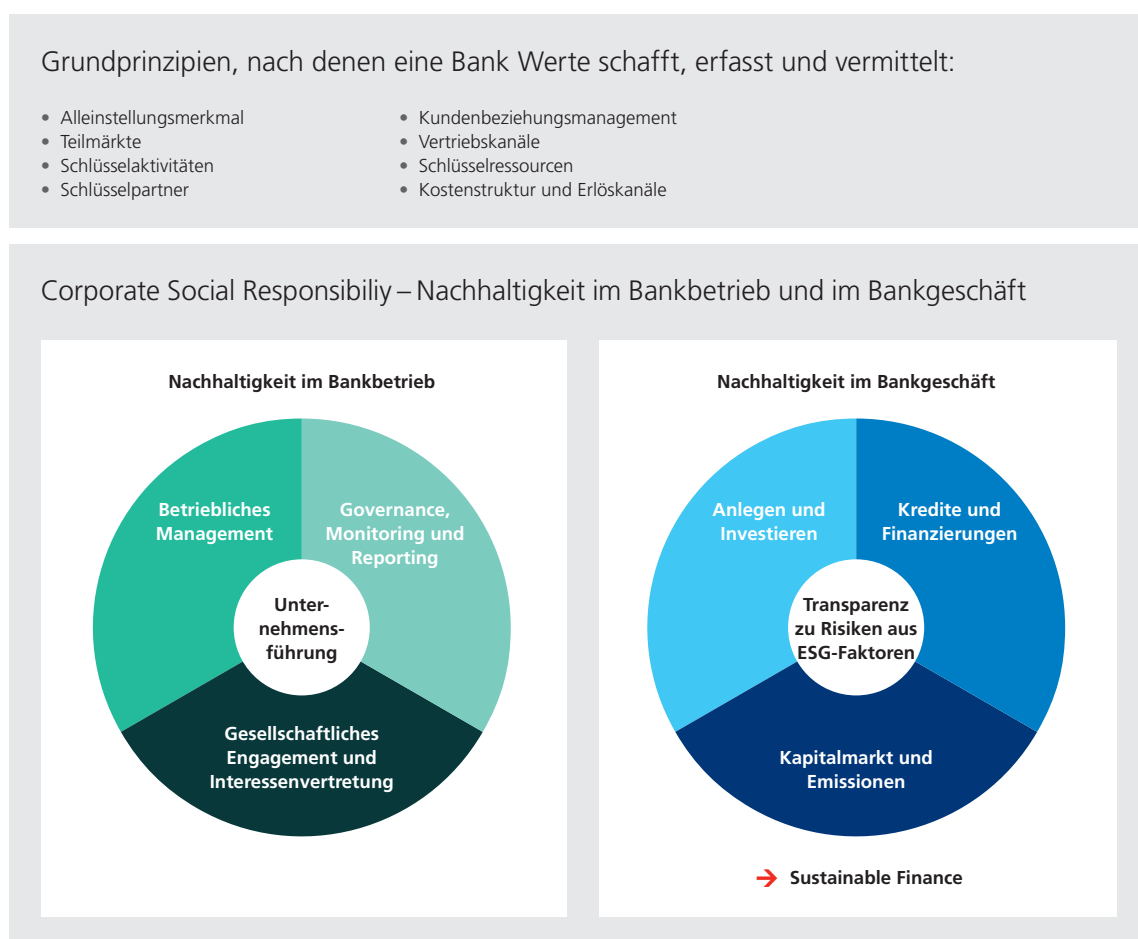 Grundprinzipien, nach denen eine Bank Werte schafft, erfasst und vermittelt:
• Alleinstellungsmerkmal
• Teilmärkte
• Schlüsselaktivitäten
• Schlüsselpartner
• Kundenbeziehungsmanagement
• Vertriebskanäle
• Schlüsselressourcen
• Kostenstruktur und Erlöskanäle
Corporate Social Responsibiliy – Nachhaltigkeit im Bankbetrieb und im Bankgeschäft
Nachhaltigkeit im Bankbetrieb
Betriebliches
Management
Governance,
Monitoring und
Reporting
Unter-
nehmens-
führung
Gesellschaftliches
Engagement und
Interessenvertretung
Nachhaltigkeit im Bankgeschäft
Anlegen und
Investieren
Kredite und
Finanzierungen
Transparenz
zu Risiken aus
ESG-Faktoren
Kapitalmarkt und
Emissionen
→ Sustainable Finance